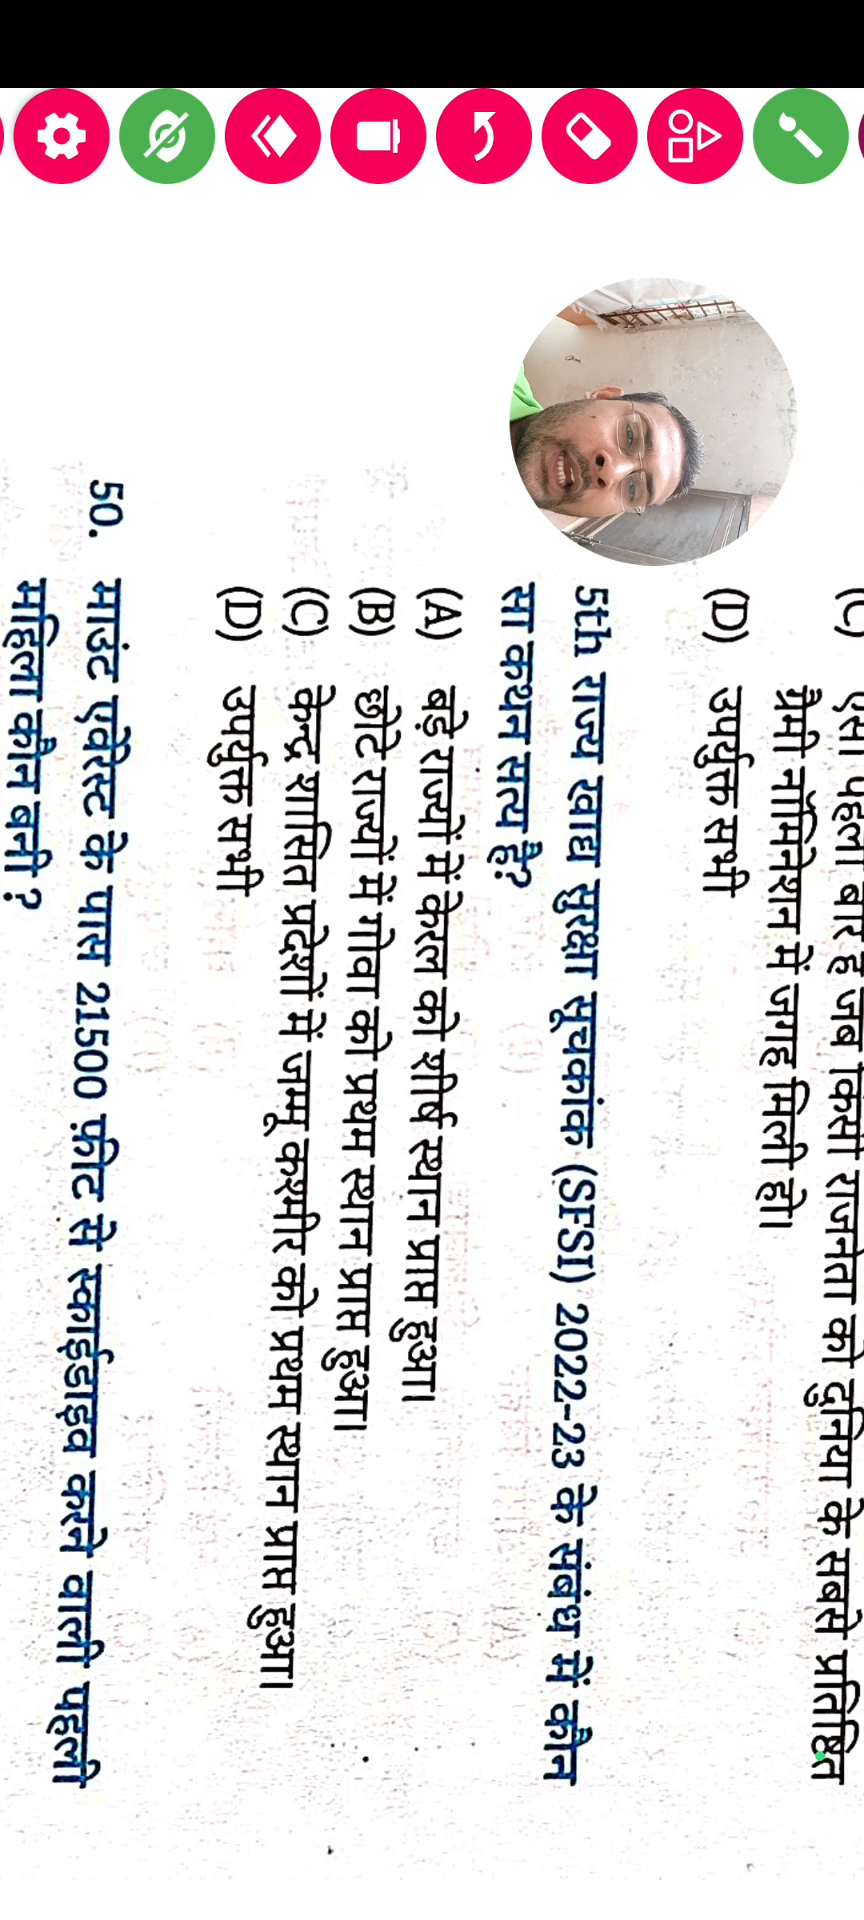 (C) ऐसा पहली बार है जब किसी राजनेता को दुनिया के सबसे प्रतिष्ठित
ग्रैमी नॉमिनेशन में जगह मिली हो।
(D) उपर्युक्त सभी
5th राज्य खाद्य सुरक्षा सूचकांक (SFSI) 2022-23 के संबंध में कौन
सा कथन सत्य है?
(A) बड़े राज्यों में केरल को शीर्ष स्थान प्राप्त हुआ।
(B) छोटे राज्यों में गोवा को प्रथम स्थान प्राप्त हुआ।
(C) केन्द्र शासित प्रदेशों में जम्मू कश्मीर को प्रथम स्थान प्राप्त हुआ।
(D) उपर्युक्त सभी
50. माउंट एवेरेस्ट के पास 21500 फ़ीट से स्काईडाइव करने वाली पहली
महिला कौन बनी ?